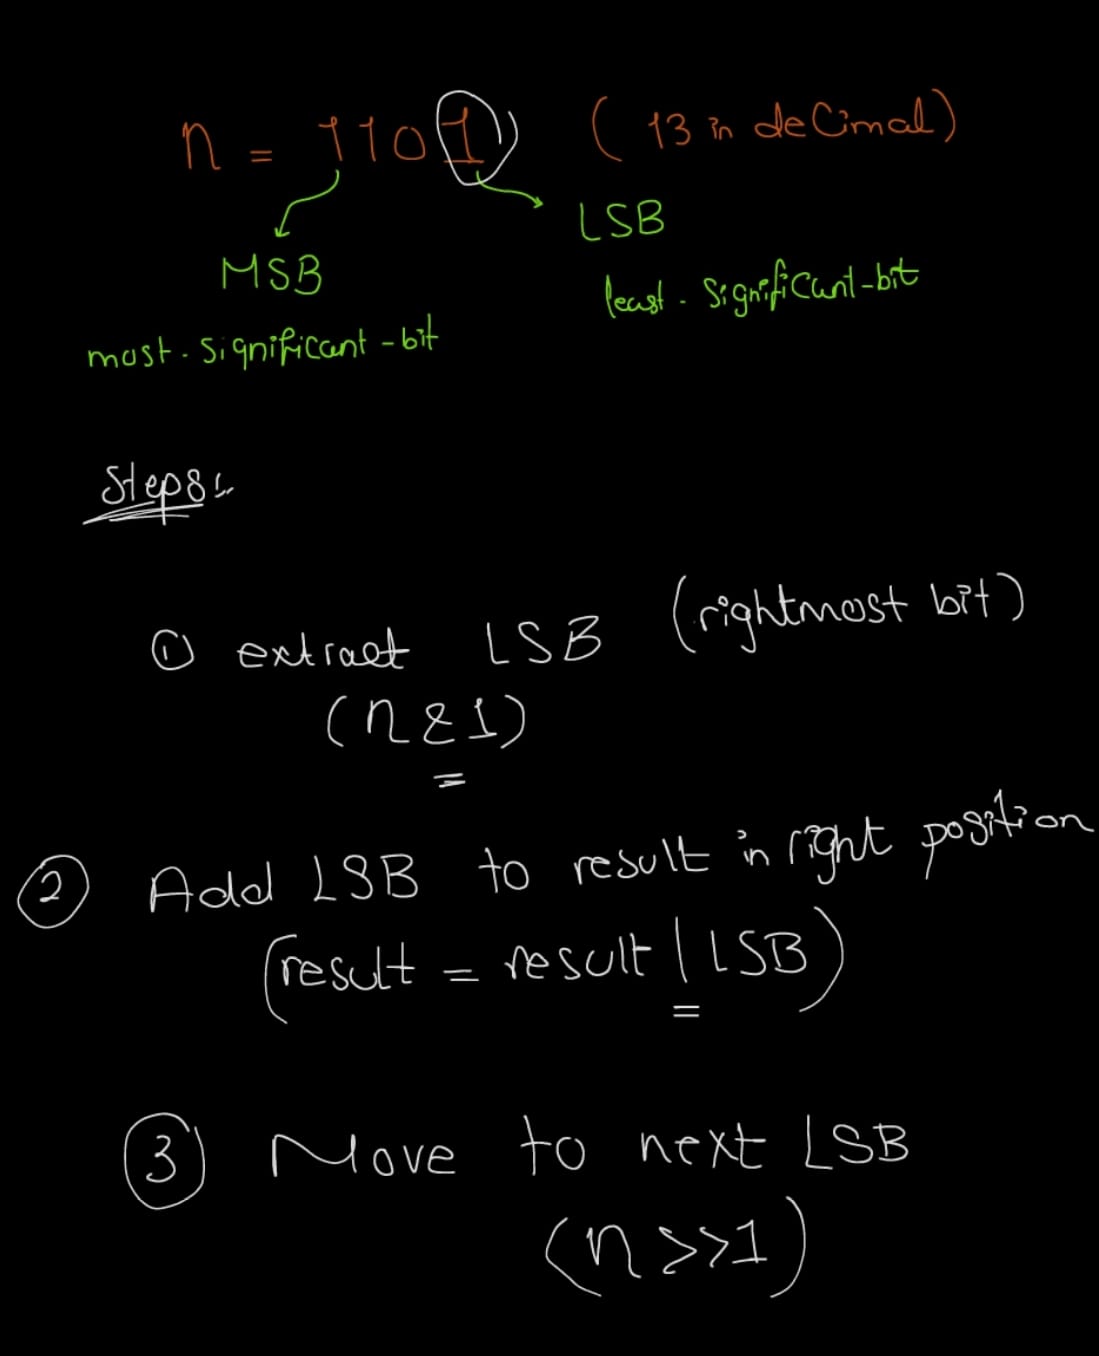 n = 1101 (13 in decimal)
MSB
LSB
most-significant-bit
least-significant-bit
Steps:
① extract LSB (rightmost bit)
(n & 1)
② Add LSB to result in right position
(result = result | LSB)
③ Move to next LSB
(n >> 1)